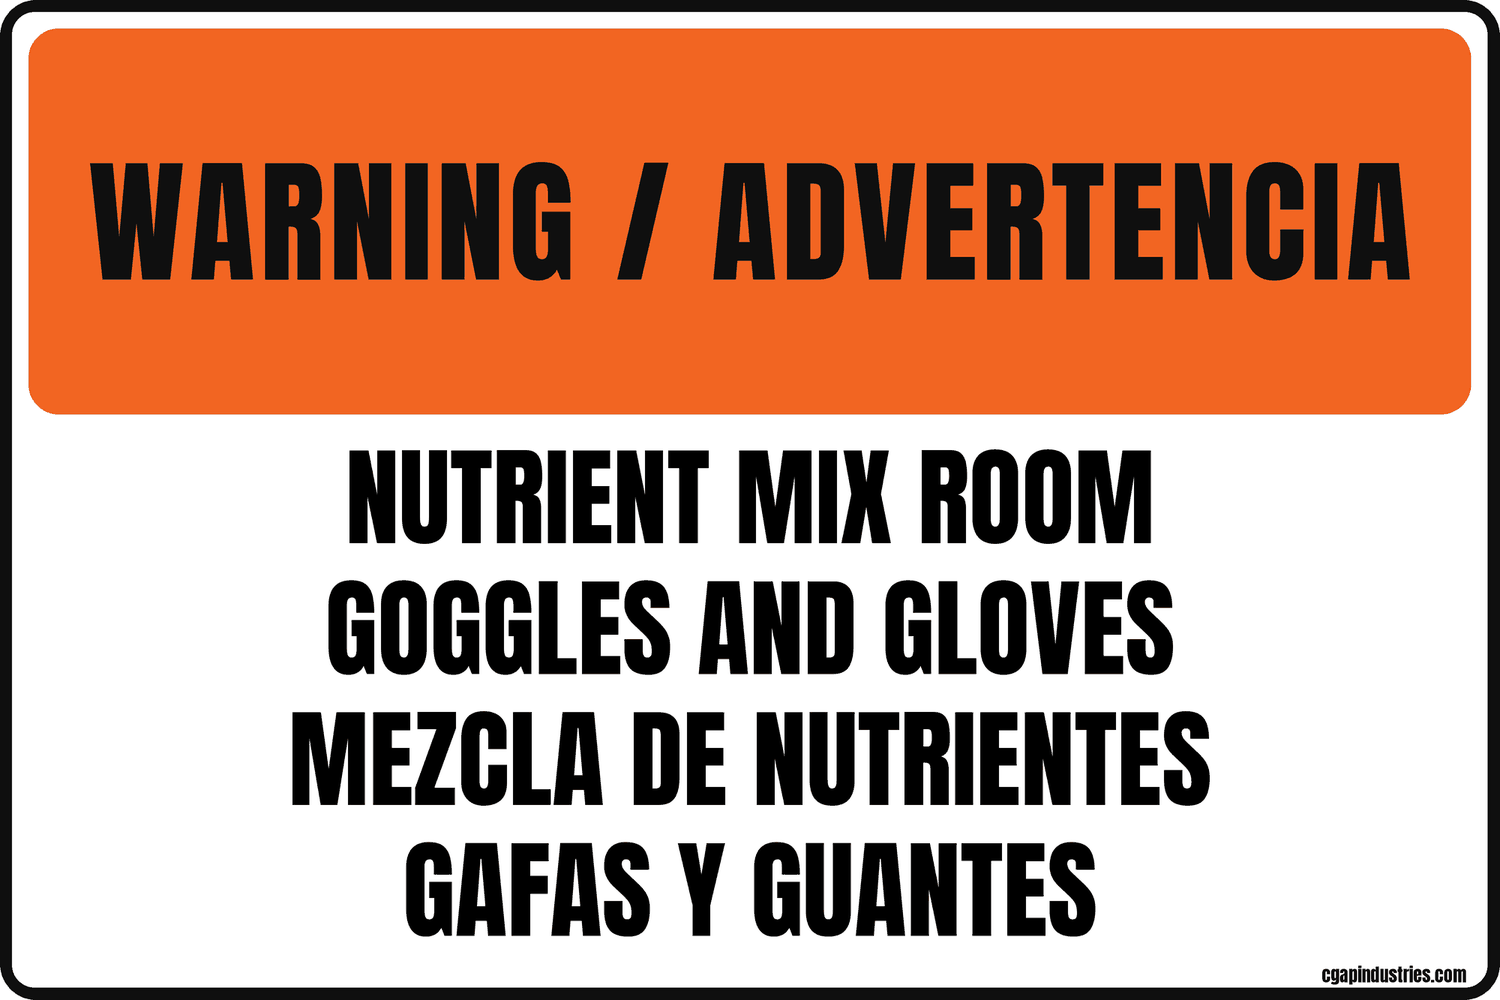 WARNING / ADVERTENCIA
NUTRIENT MIX ROOM
GOGGLES AND GLOVES
MEZCLA DE NUTRIENTES
GAFAS Y GUANTES
cgapindustries.com